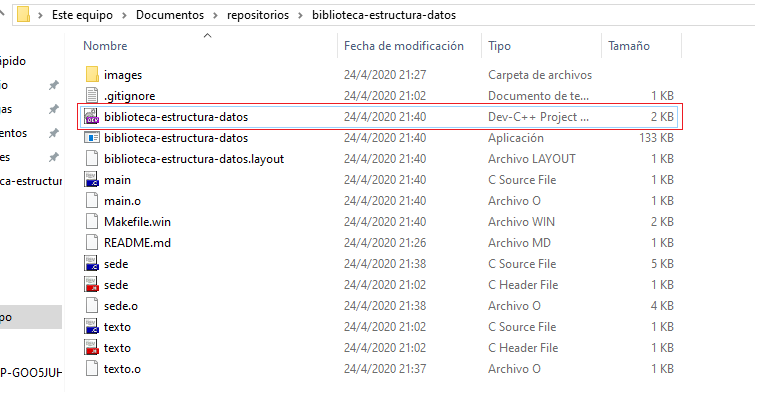 Este equipo > Documentos > repositorios > biblioteca-estructura-datos
Nombre Fecha de modificación Tipo Tamaño
images 24/4/2020 21:27 Carpeta de archivos
.gitignore 24/4/2020 21:02 Documento de te... 1 KB
biblioteca-estructura-datos 24/4/2020 21:40 Dev-C++ Project ... 2 KB
biblioteca-estructura-datos 24/4/2020 21:40 Aplicación 133 KB
biblioteca-estructura-datos.layout 24/4/2020 21:40 Archivo LAYOUT 1 KB
main 24/4/2020 21:40 C Source File 1 KB
main.o 24/4/2020 21:40 Archivo O 1 KB
Makefile.win 24/4/2020 21:40 Archivo WIN 2 KB
README.md 24/4/2020 21:26 Archivo MD 1 KB
sede 24/4/2020 21:38 C Source File 5 KB
sede 24/4/2020 21:02 C Header File 1 KB
sede.o 24/4/2020 21:38 Archivo O 4 KB
texto 24/4/2020 21:02 C Source File 1 KB
texto 24/4/2020 21:02 C Header File 1 KB
texto.o 24/4/2020 21:37 Archivo O 1 KB
ápido
io
gas
entos
es
ca-estructur
po
P-GOO5JUH